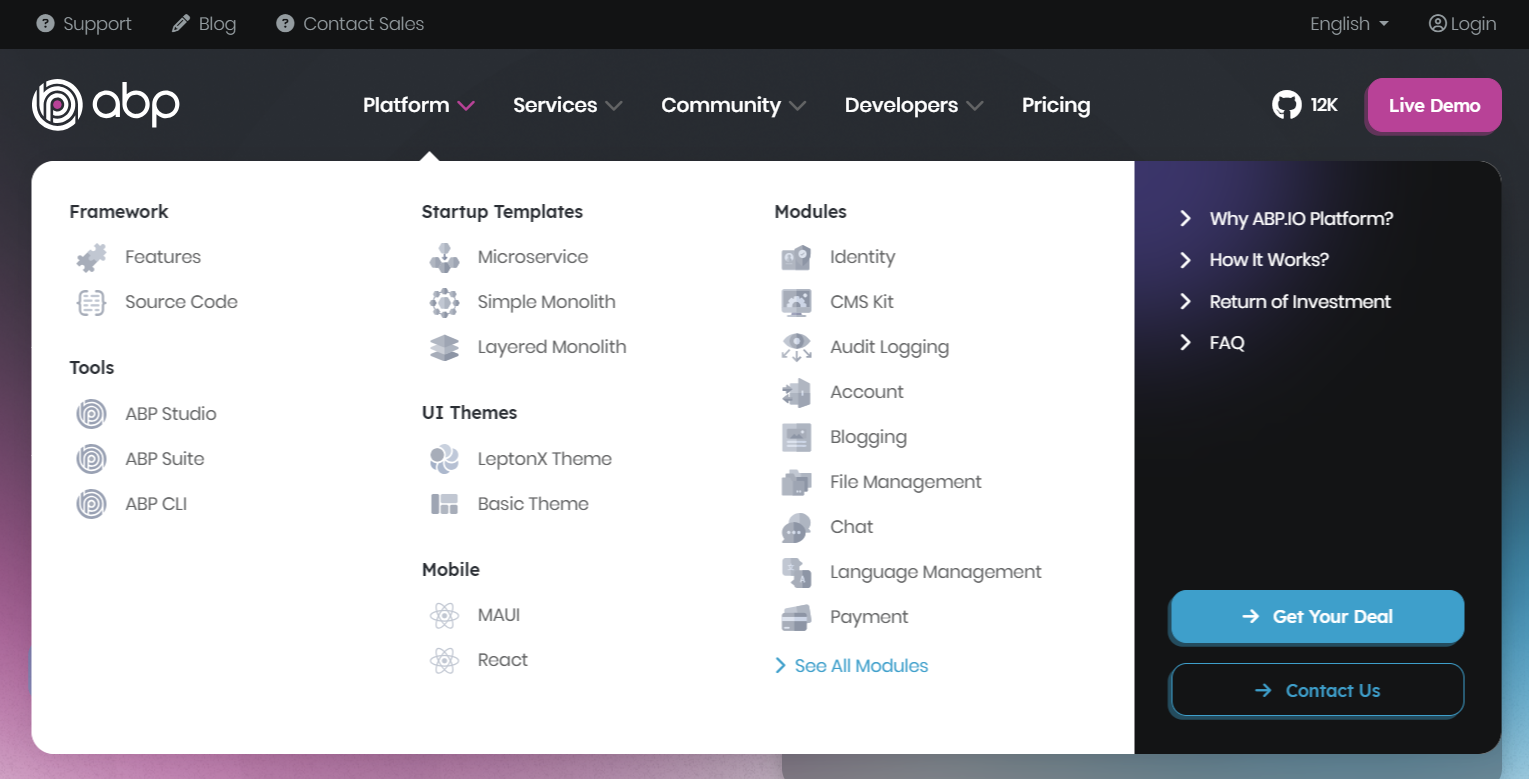 Support
Blog
Contact Sales
English
Login
abp
Platform
Services
Community
Developers
Pricing
12K
Live Demo
Framework
Features
Source Code
Tools
ABP Studio
ABP Suite
ABP CLI
Startup Templates
Microservice
Simple Monolith
Layered Monolith
UI Themes
LeptonX Theme
Basic Theme
Mobile
MAUI
React
Modules
Identity
CMS Kit
Audit Logging
Account
Blogging
File Management
Chat
Language Management
Payment
See All Modules
Why ABP.IO Platform?
How It Works?
Return of Investment
FAQ
Get Your Deal
Contact Us